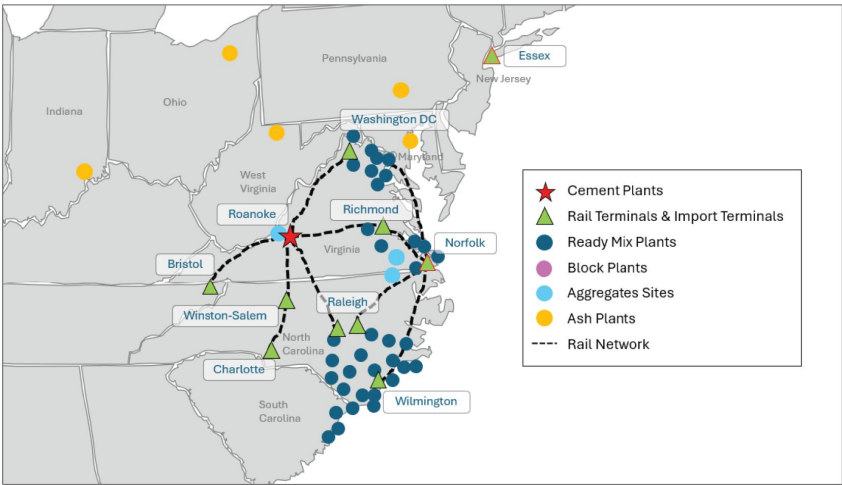 Essex
Pennsylvania
New Jersey
Ohio
Indiana
Washington DC
Maryland
West
Virginia
Roanoke
Richmond
Virginia
Norfolk
Bristol
Winston-Salem
Raleigh
North
Carolina
Charlotte
Wilmington
South
Carolina
Cement Plants
Rail Terminals & Import Terminals
Ready Mix Plants
Block Plants
Aggregates Sites
Ash Plants
Rail Network